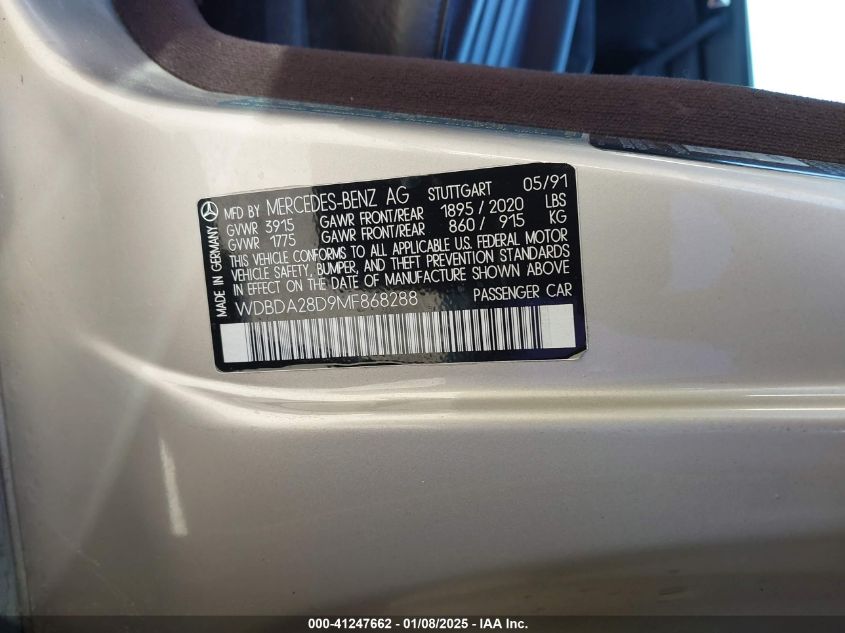 MADE IN GERMANY
MFD BY MERCEDES-BENZ AG STUTTGART 05/91
GVWR 3915 GAWR FRONT/REAR 1895 / 2020 LBS
GVWR 1775 GAWR FRONT/REAR 860 / 915 KG
THIS VEHICLE CONFORMS TO ALL APPLICABLE U.S. FEDERAL MOTOR
VEHICLE SAFETY, BUMPER, AND THEFT PREVENTION STANDARDS
IN EFFECT ON THE DATE OF MANUFACTURE SHOWN ABOVE
WDBDA28D9MF868288 PASSENGER CAR
000-41247662 - 01/08/2025 - IAA Inc.